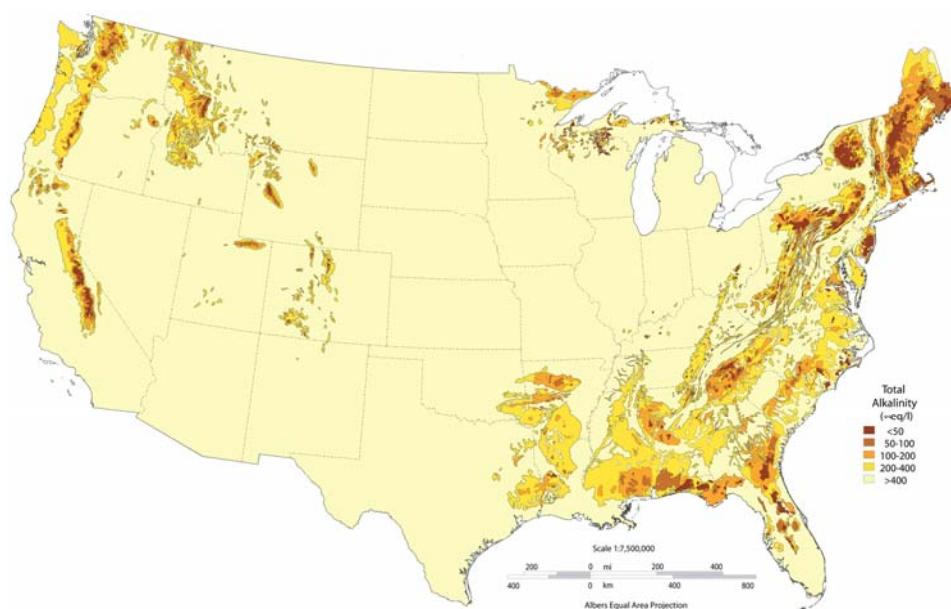 Total
Alkalinity
(∞eq/l)
<50
50-100
100-200
200-400
>400
Scale 1:7,500,000
200 0 mi 200 400
400 0 km 400 800
Albers Equal Area Projection